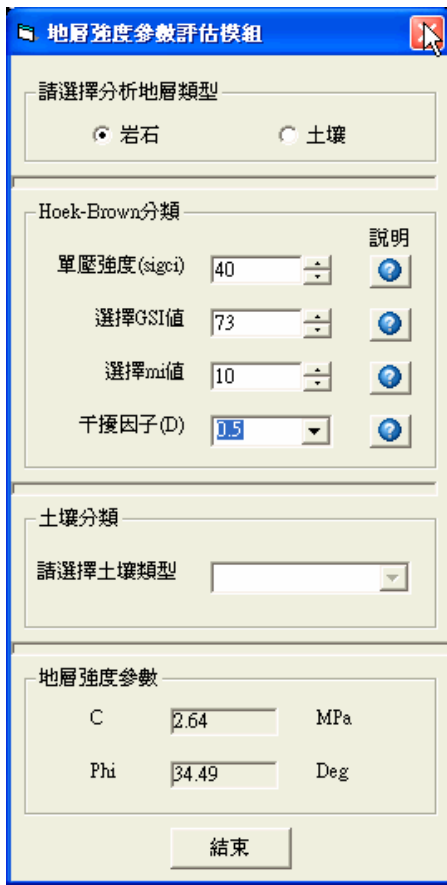 地層強度參數評估模組
請選擇分析地層類型
岩石 土壤
Hoek-Brown分類
說明
單壓強度(sigci) 40
選擇GSI值 73
選擇mi值 10
干擾因子(D) 0.5
土壤分類
請選擇土壤類型
地層強度參數
C 2.64 MPa
Phi 34.49 Deg
結束